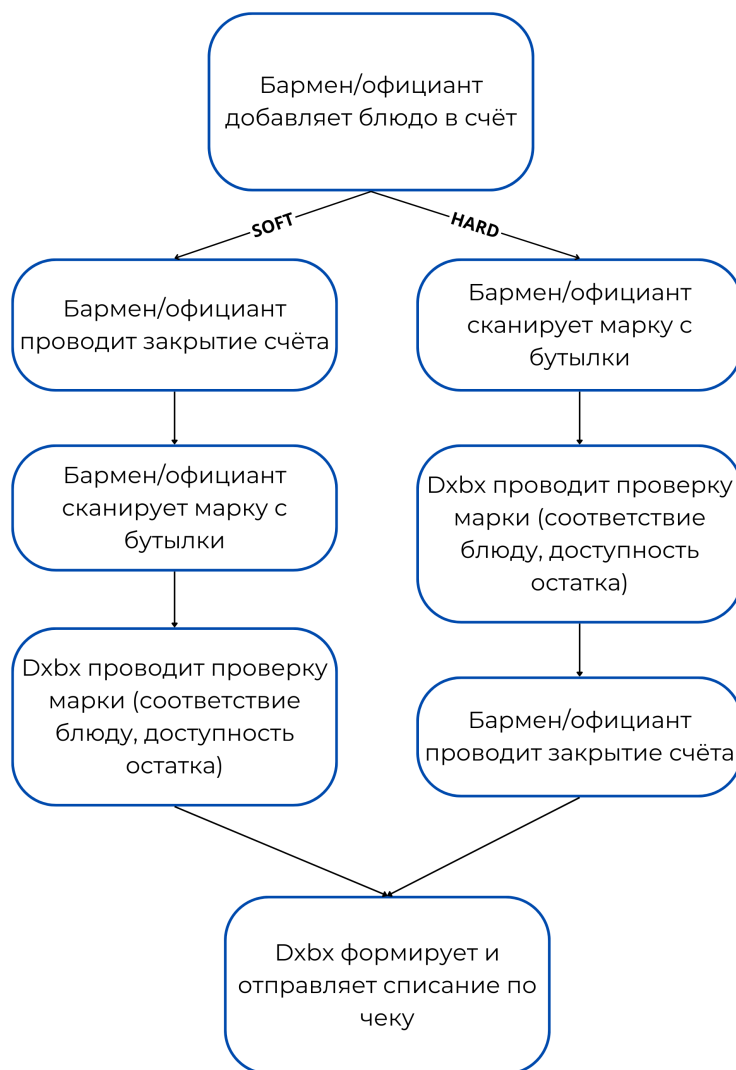 Бармен/официант
добавляет блюдо в счёт
SOFT
HARD
Бармен/официант
проводит закрытие счёта
Бармен/официант
сканирует марку с
бутылки
Dxbx проводит проверку
марки (соответствие
блюду, доступность
остатка)
Бармен/официант
сканирует марку с
бутылки
Dxbx проводит проверку
марки (соответствие
блюду, доступность
остатка)
Бармен/официант
проводит закрытие счёта
Dxbx формирует и
отправляет списание по
чеку